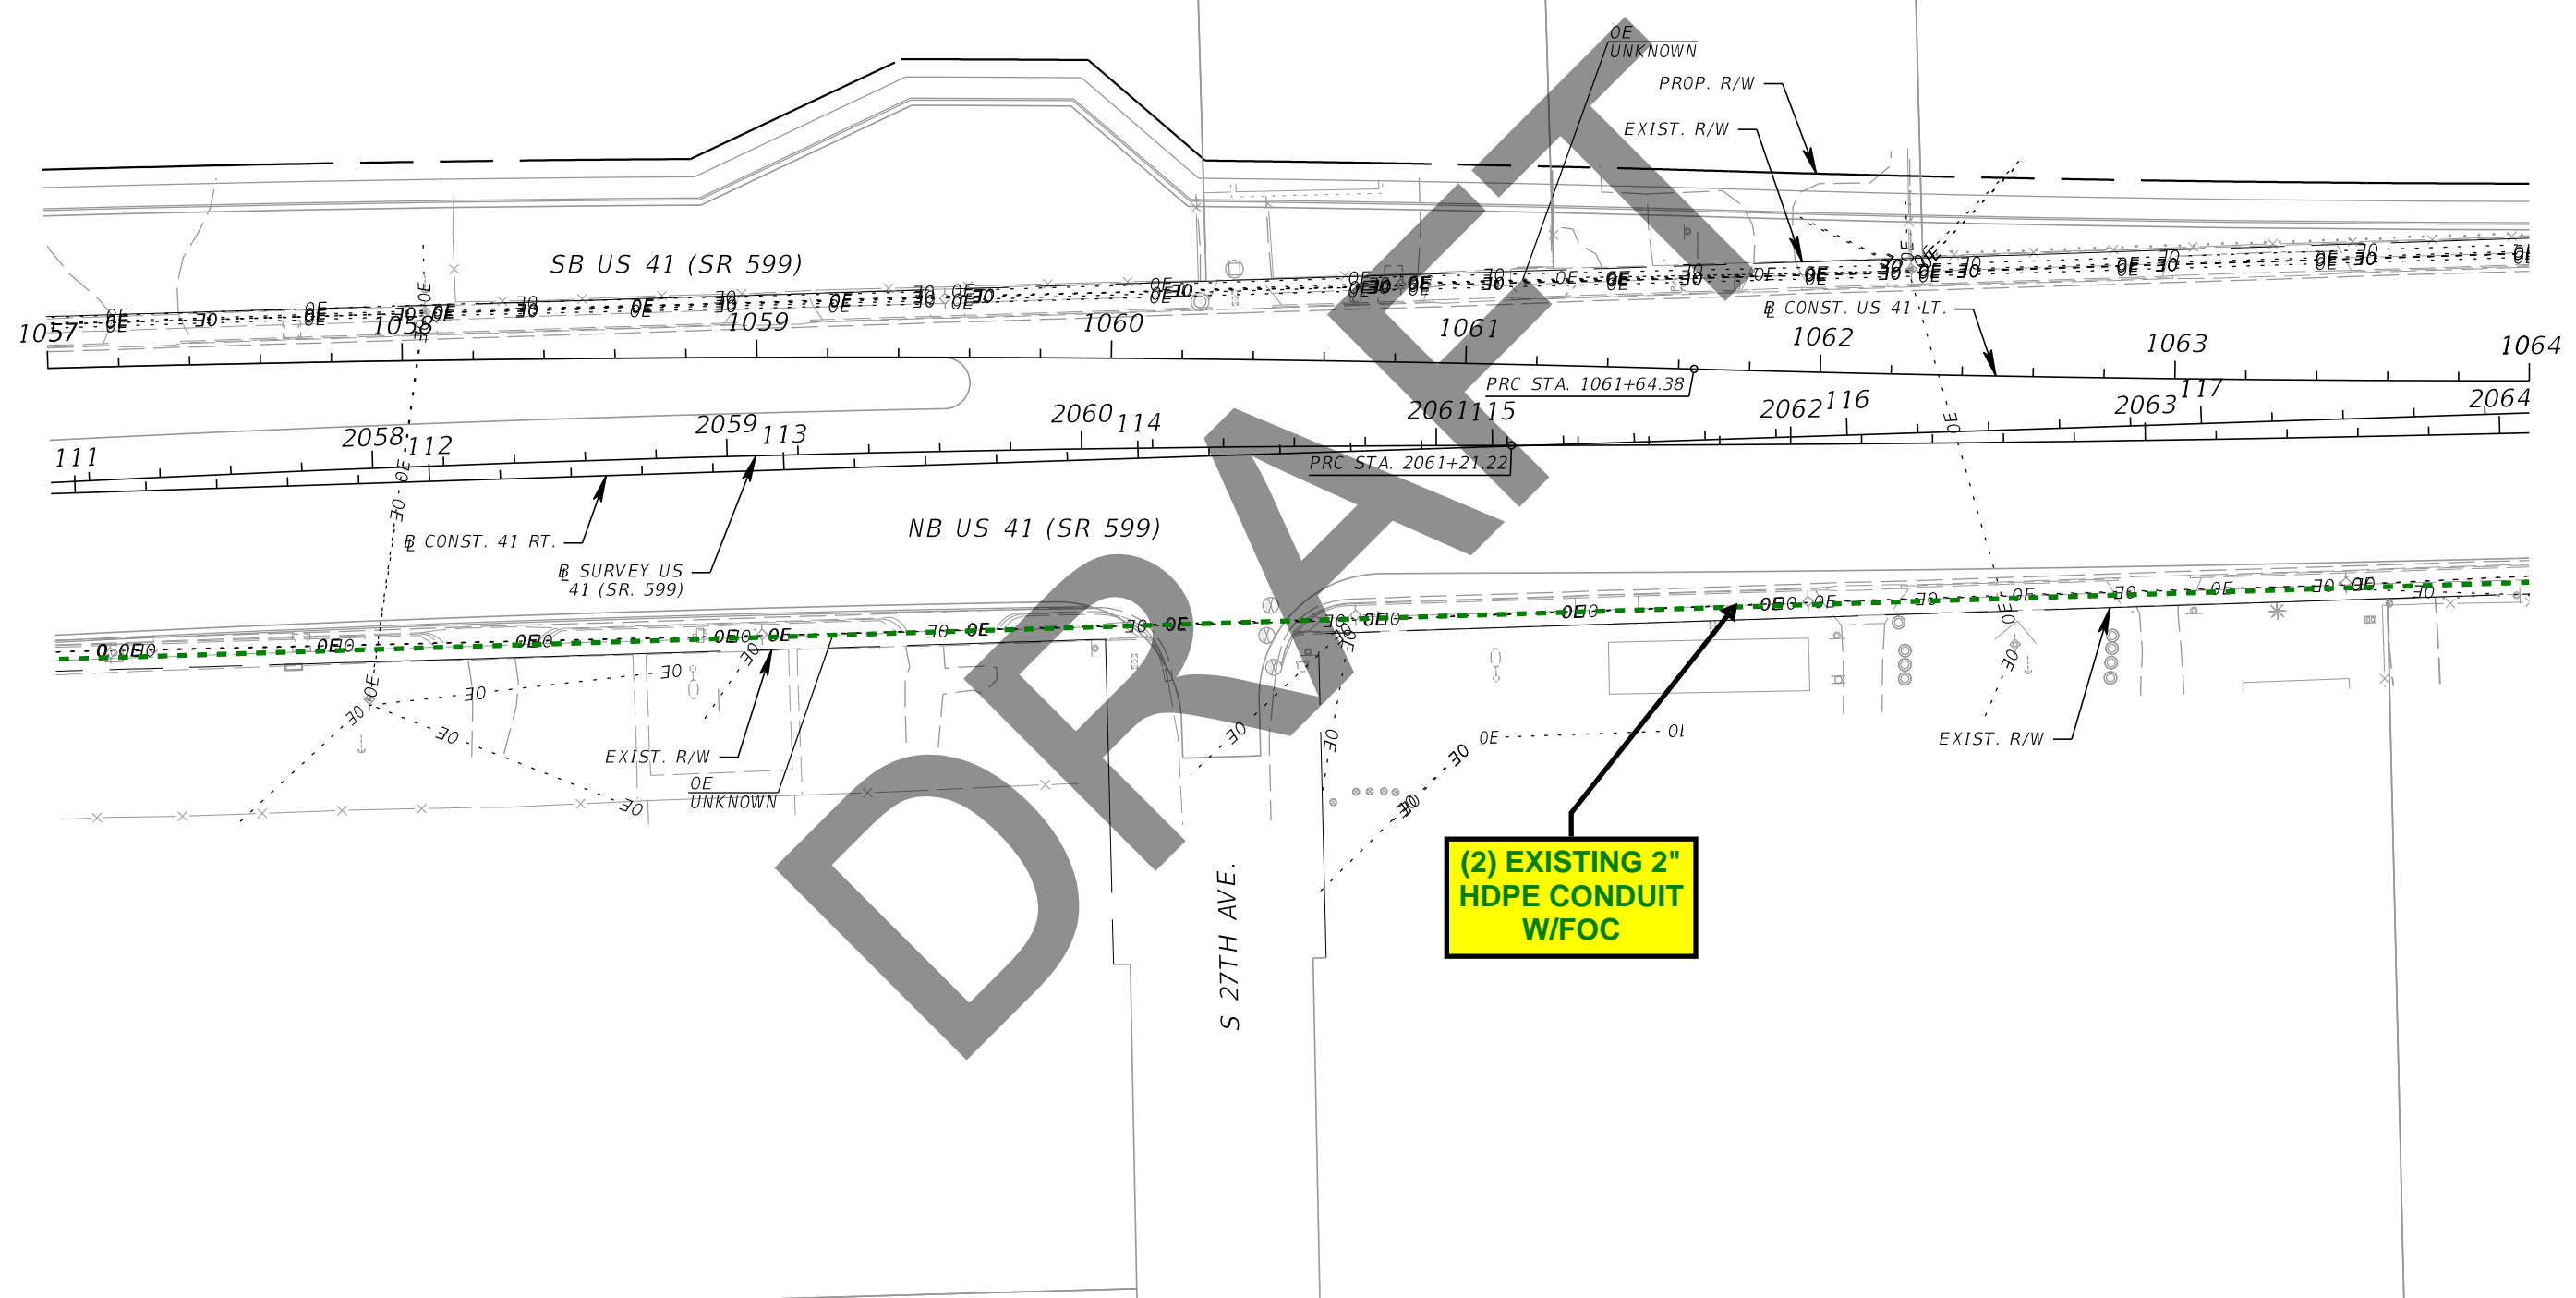 OE
UNKNOWN
PROP. R/W
EXIST. R/W
SB US 41 (SR 599)
1057
1058
1059
1060
1061
1062
1063
1064
℄ CONST. US 41 LT.
PRC STA. 1061+64.38
2058
2059
2060
2061
2062
2063
2064
111
112
113
114
115
116
117
PRC STA. 2061+21.22
NB US 41 (SR 599)
℄ CONST. 41 RT.
℄ SURVEY US
41 (SR. 599)
EXIST. R/W
OE
UNKNOWN
EXIST. R/W
S 27TH AVE.
(2) EXISTING 2"
HDPE CONDUIT
W/FOC
DRAFT